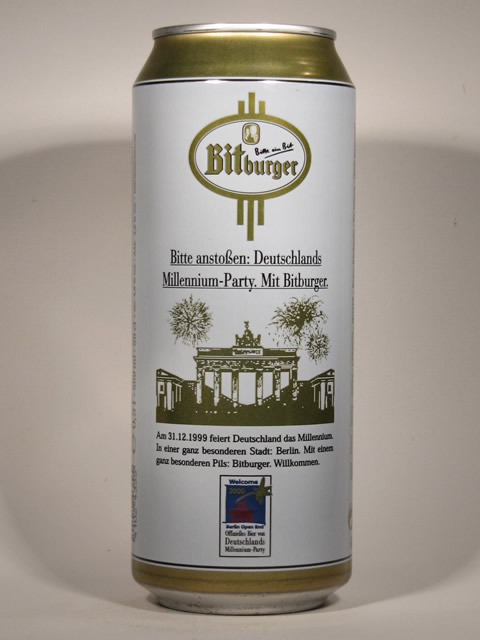 Bitte ein Bit
Bitburger
Bitte anstoßen: Deutschlands
Millennium-Party. Mit Bitburger.
Am 31.12.1999 feiert Deutschland das Millennium.
In einer ganz besonderen Stadt: Berlin. Mit einem
ganz besonderen Pils: Bitburger. Willkommen.
Welcome
2000
Berlin Open End
Offizielles Bier von
Deutschlands
Millennium-Party